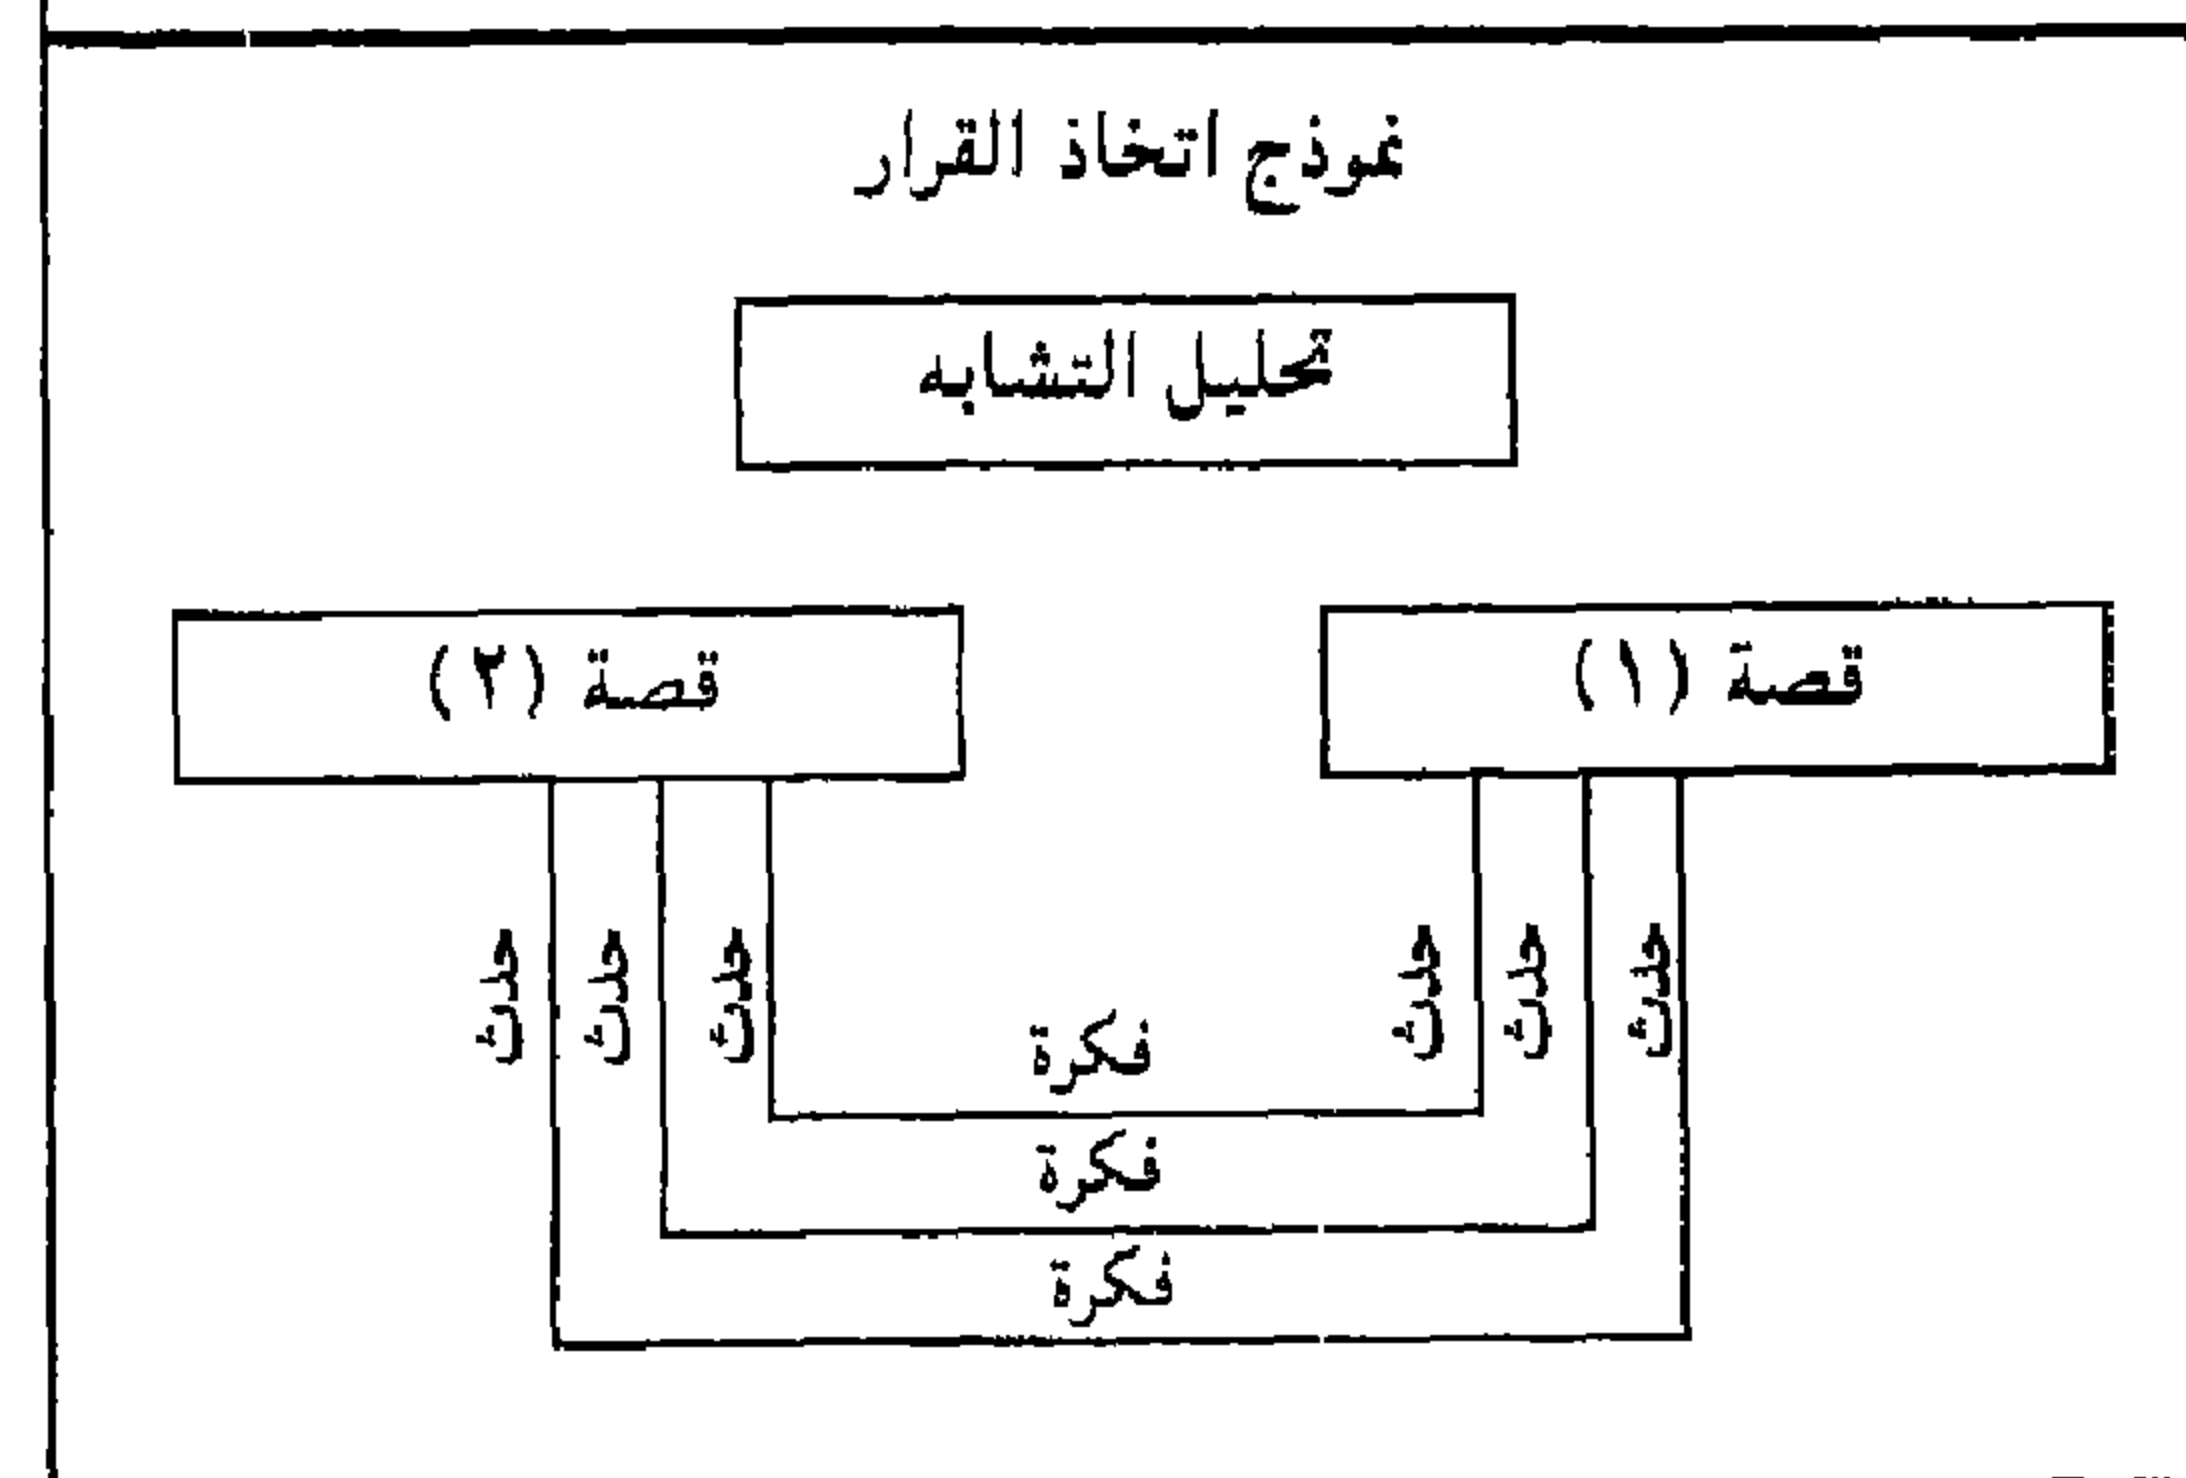 نموذج اتخاذ القرار
تحليل التشابه
قصة (١)
قصة (٢)
حدث
حدث
حدث
حدث
حدث
حدث
فكرة
فكرة
فكرة